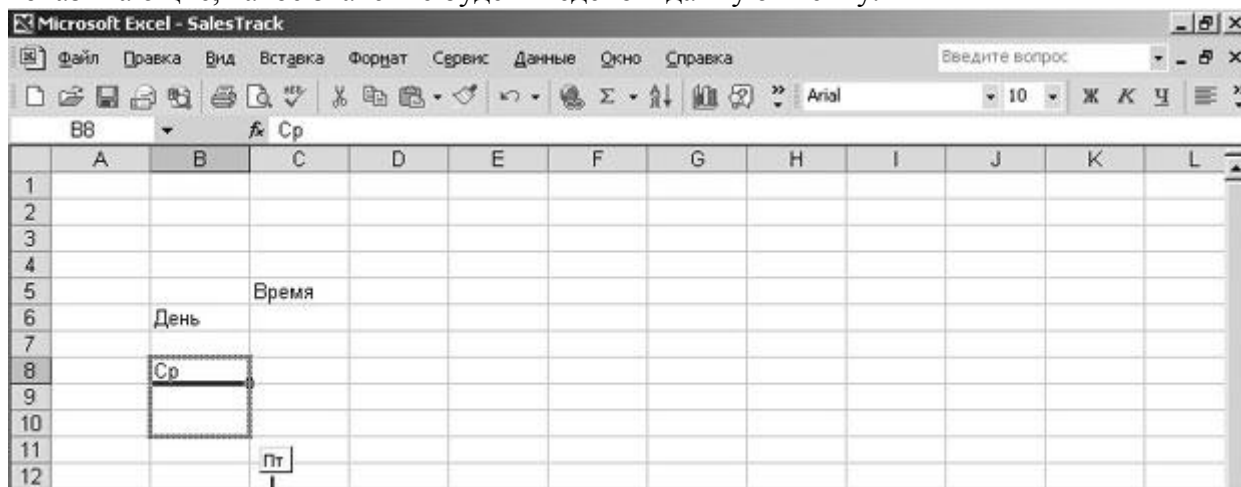 Microsoft Excel - SalesTrack
Файл Правка Вид Вставка Формат Сервис Данные Окно Справка Введите вопрос
Arial 10 Ж К Ч
B8 fx Ср
A B C D E F G H I J K L
1
2
3
4
5 Время
6 День
7
8 Ср
9
10
11 Пт
12